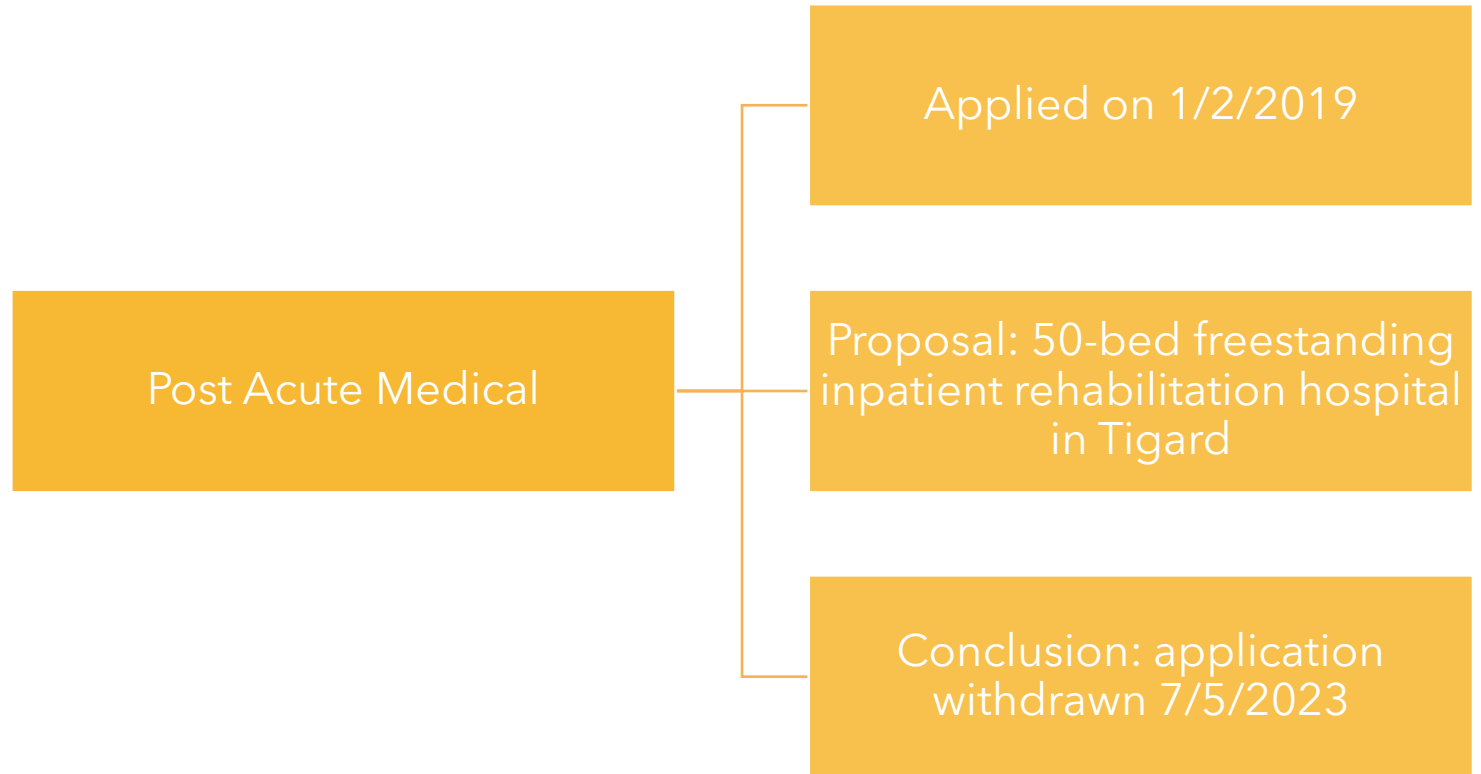 Applied on 1/2/2019
Post Acute Medical
Proposal: 50-bed freestanding
inpatient rehabilitation hospital
in Tigard
Conclusion: application
withdrawn 7/5/2023